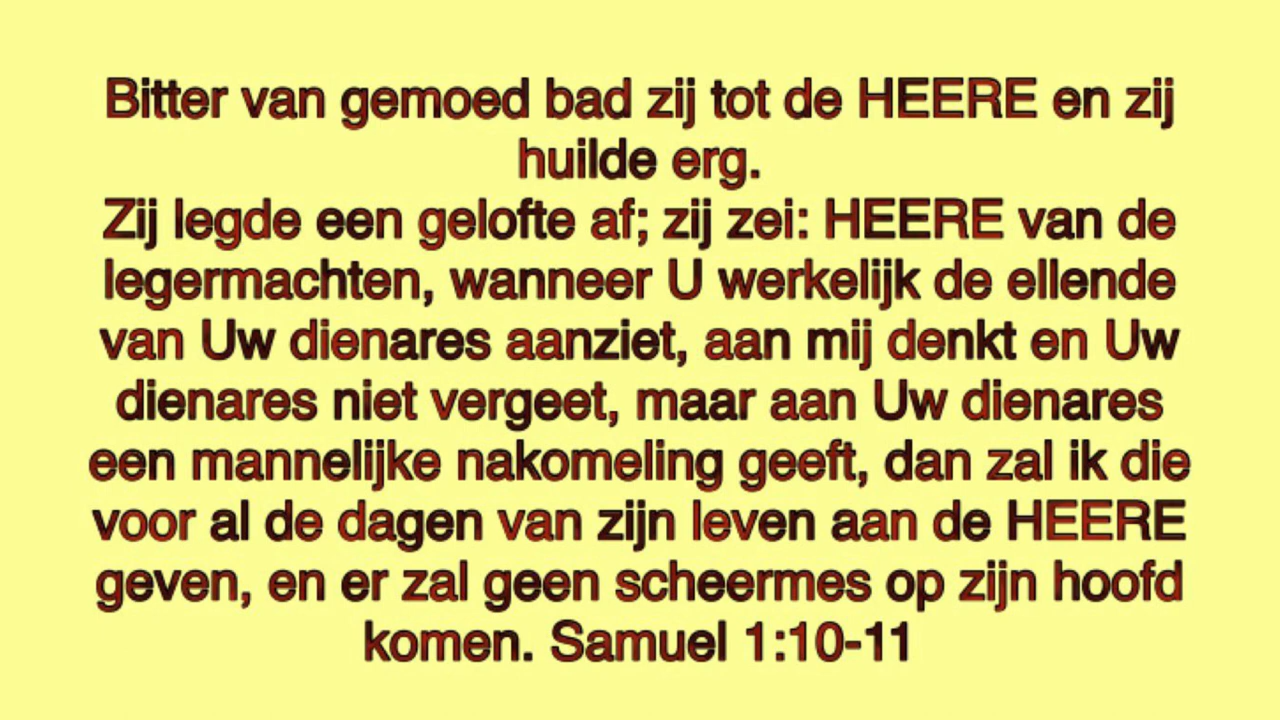 Bitter van gemoed bad zij tot de HEERE en zij
huilde erg.
Zij legde een gelofte af; zij zei: HEERE van de
legermachten, wanneer U werkelijk de ellende
van Uw dienares aanziet, aan mij denkt en Uw
dienares niet vergeet, maar aan Uw dienares
een mannelijke nakomeling geeft, dan zal ik die
voor al de dagen van zijn leven aan de HEERE
geven, en er zal geen scheermes op zijn hoofd
komen. Samuel 1:10-11